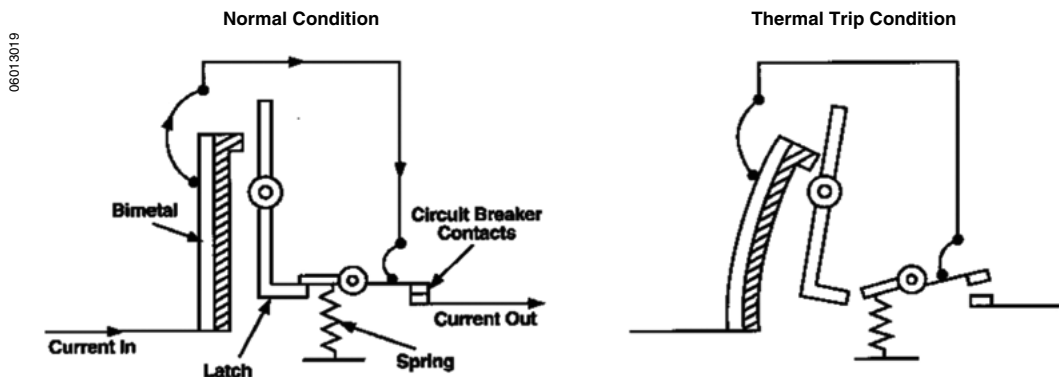 Normal Condition
Thermal Trip Condition
06013019
Bimetal
Circuit Breaker
Contacts
Current Out
Current In
Latch
Spring